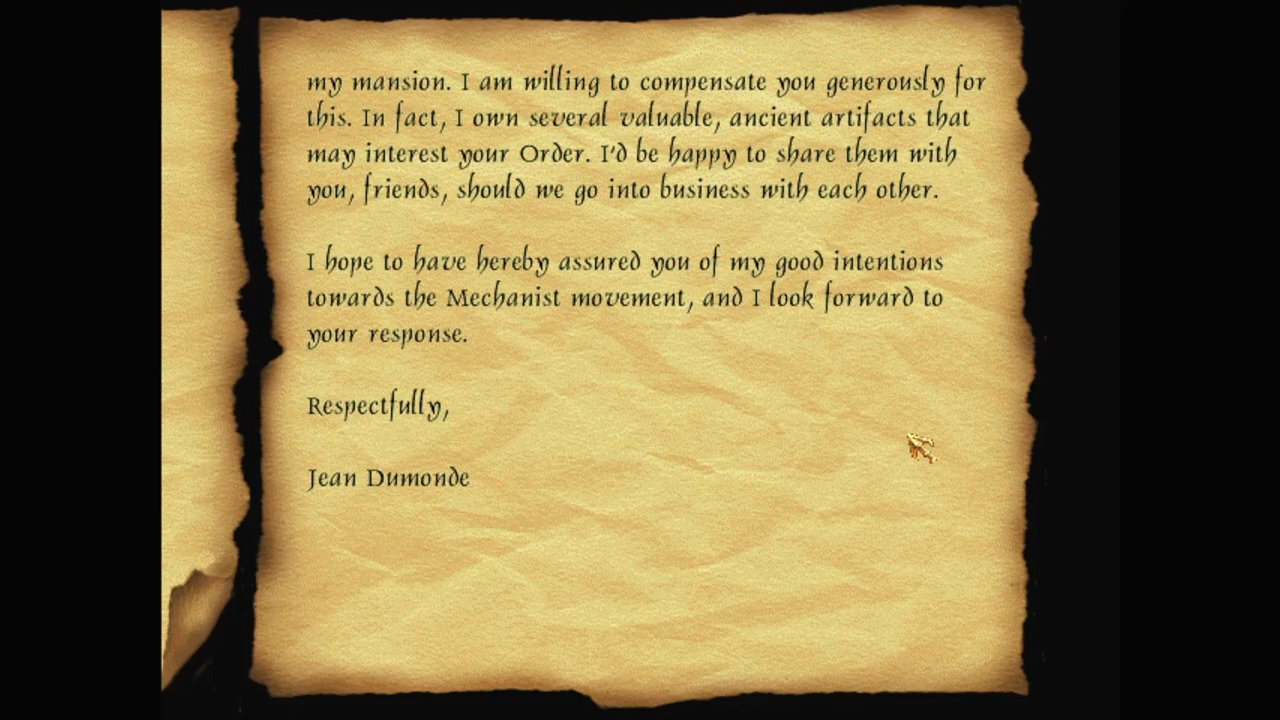 my mansion. I am willing to compensate you generously for
this. In fact, I own several valuable, ancient artifacts that
may interest your Order. I'd be happy to share them with
you, friends, should we go into business with each other.
I hope to have hereby assured you of my good intentions
towards the Mechanist movement, and I look forward to
your response.
Respectfully,
Jean Dumonde